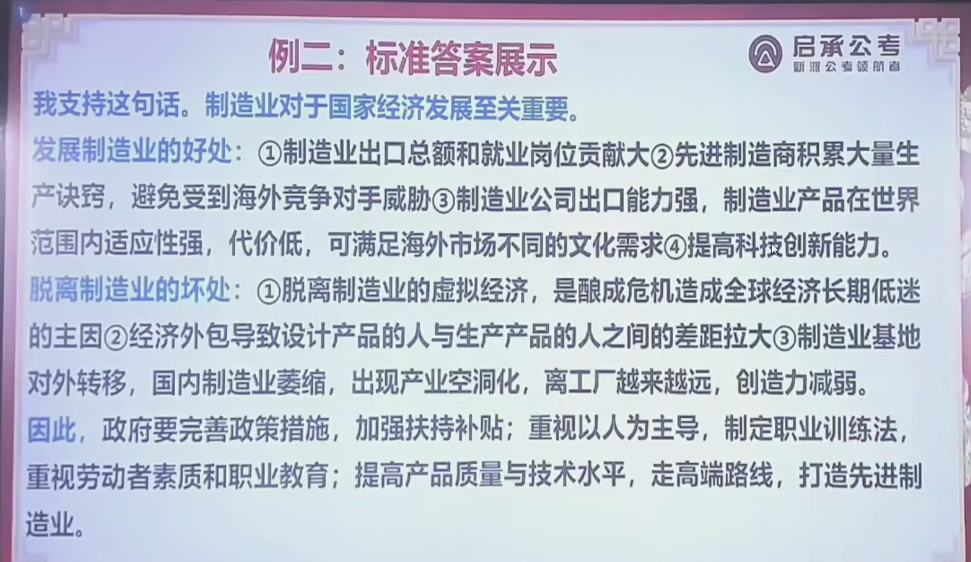 1
例二：标准答案展示
启承公考
新派公考领航者
我支持这句话。制造业对于国家经济发展至关重要。
发展制造业的好处：①制造业出口总额和就业岗位贡献大②先进制造商积累大量生
产诀窍，避免受到海外竞争对手威胁③制造业公司出口能力强，制造业产品在世界
范围内适应性强，代价低，可满足海外市场不同的文化需求④提高科技创新能力。
脱离制造业的坏处：①脱离制造业的虚拟经济，是酿成危机造成全球经济长期低迷
的主因②经济外包导致设计产品的人与生产产品的人之间的差距拉大③制造业基地
对外转移，国内制造业萎缩，出现产业空洞化，离工厂越来越远，创造力减弱。
因此，政府要完善政策措施，加强扶持补贴；重视以人为主导，制定职业训练法，
重视劳动者素质和职业教育；提高产品质量与技术水平，走高端路线，打造先进制
造业。